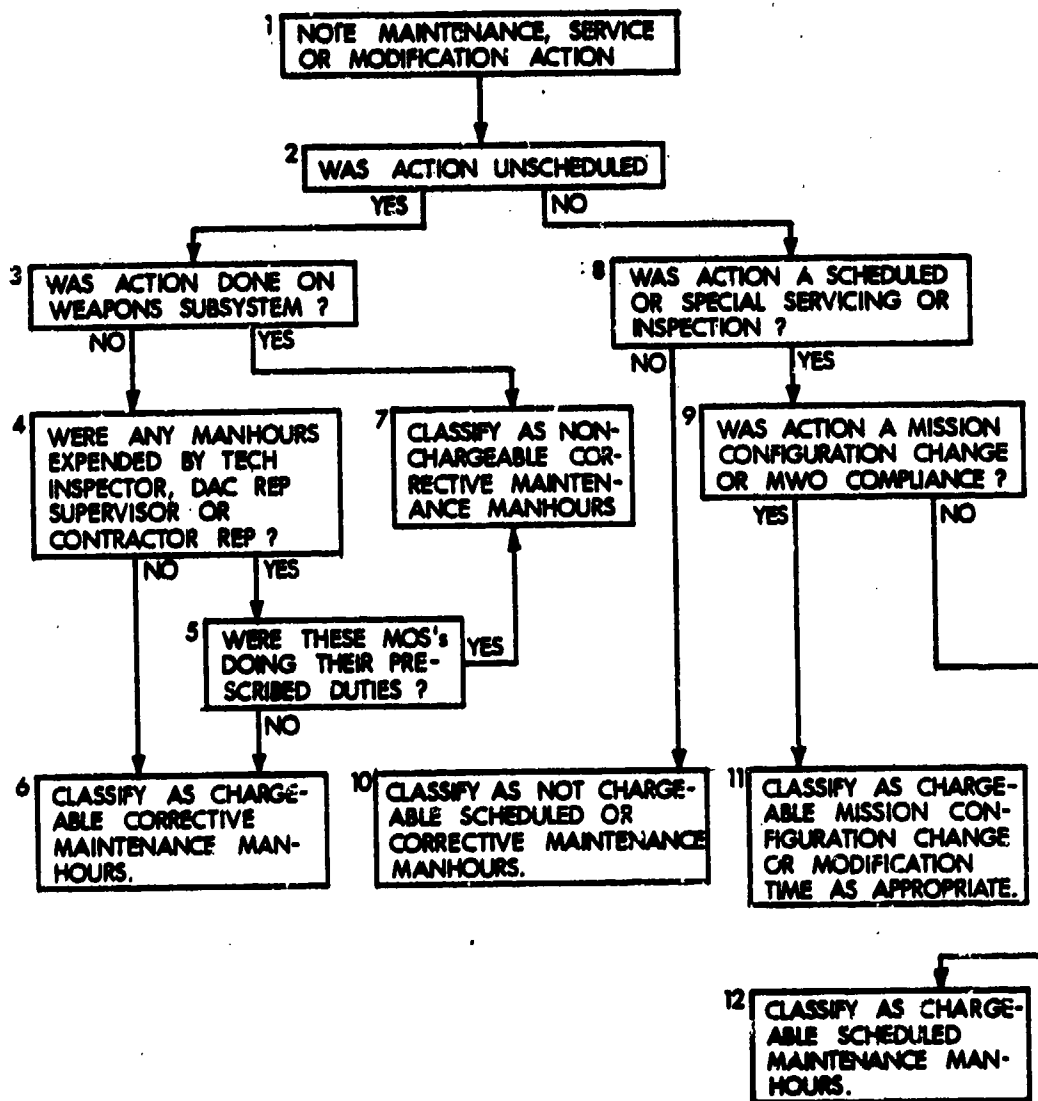 1
NOTE MAINTENANCE, SERVICE
OR MODIFICATION ACTION
2
WAS ACTION UNSCHEDULED
YES
NO
3
WAS ACTION DONE ON
WEAPONS SUBSYSTEM ?
NO
YES
8
WAS ACTION A SCHEDULED
OR SPECIAL SERVICING OR
INSPECTION ?
NO
YES
4
WERE ANY MANHOURS
EXPENDED BY TECH
INSPECTOR, DAC REP
SUPERVISOR OR
CONTRACTOR REP ?
NO
YES
7
CLASSIFY AS NON-
CHARGEABLE COR-
RECTIVE MAINTEN-
ANCE MANHOURS
9
WAS ACTION A MISSION
CONFIGURATION CHANGE
OR MWO COMPLIANCE ?
YES
NO
5
WERE THESE MOS's
DOING THEIR PRE-
SCRIBED DUTIES ?
YES
NO
6
CLASSIFY AS CHARGE-
ABLE CORRECTIVE
MAINTENANCE MAN-
HOURS.
10
CLASSIFY AS NOT CHARGE-
ABLE SCHEDULED OR
CORRECTIVE MAINTENANCE
MANHOURS.
11
CLASSIFY AS CHARGE-
ABLE MISSION CON-
FIGURATION CHANGE
OR MODIFICATION
TIME AS APPROPRIATE.
12
CLASSIFY AS CHARGE-
ABLE SCHEDULED
MAINTENANCE MAN-
HOURS.